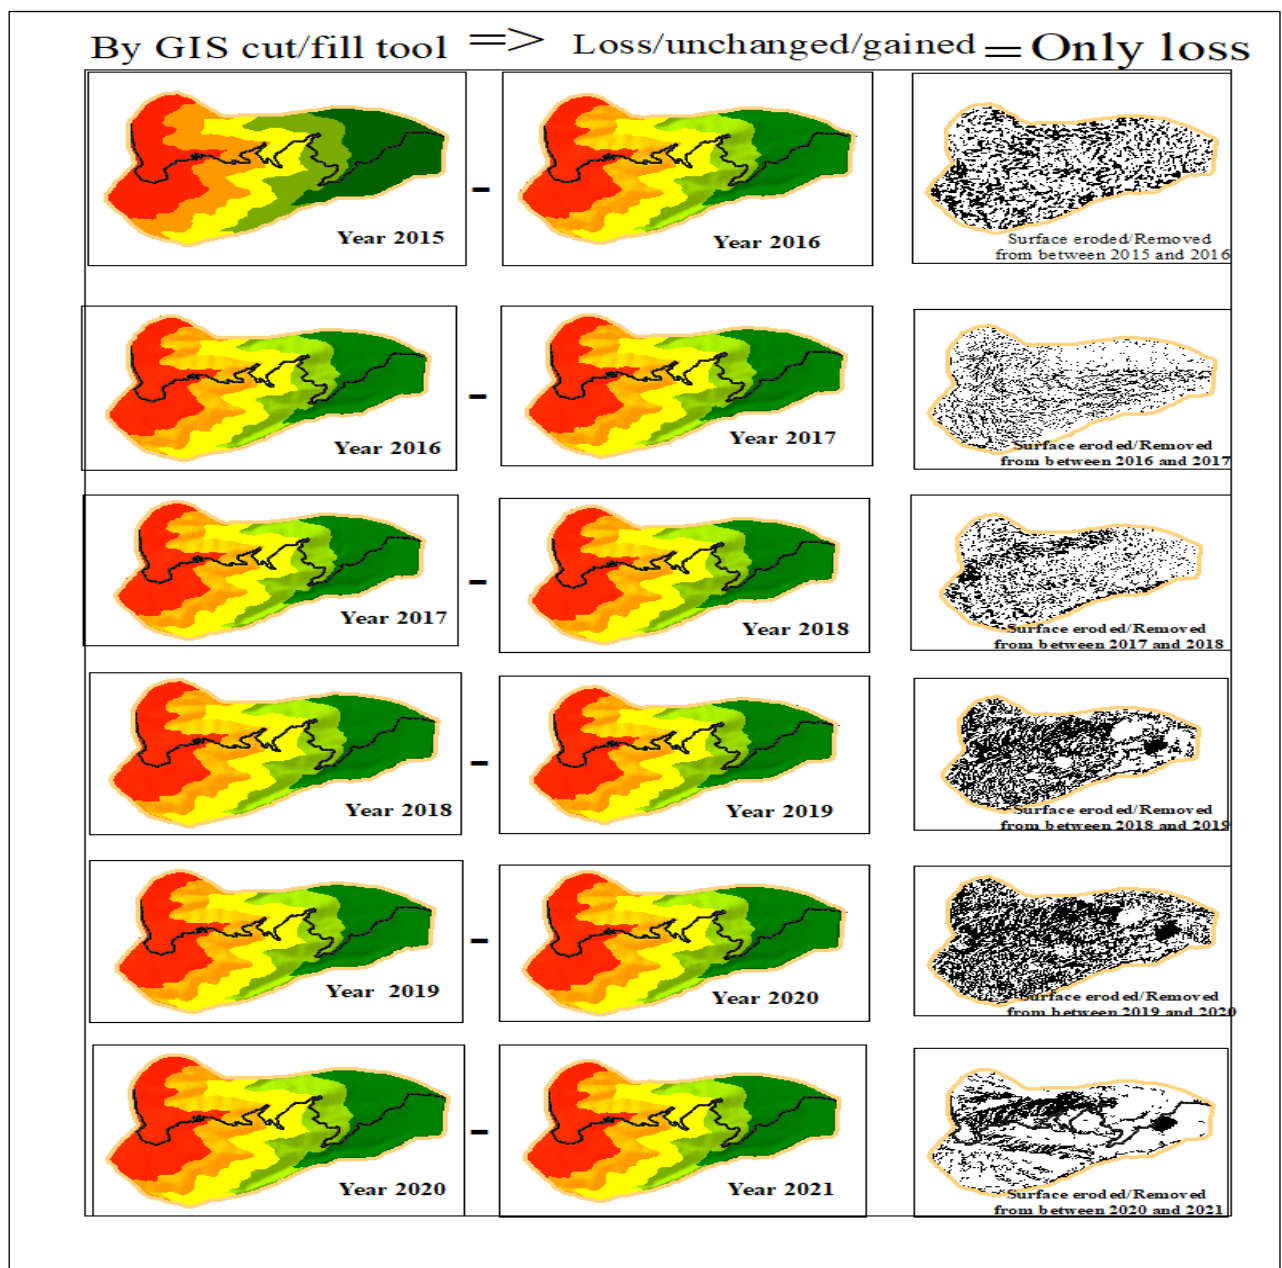 By GIS cut/fill tool => Loss/unchanged/gained = Only loss
Year 2015
-
Year 2016
Surface eroded/Removed
from between 2015 and 2016
Year 2016
-
Year 2017
Surface eroded/Removed
from between 2016 and 2017
Year 2017
-
Year 2018
Surface eroded/Removed
from between 2017 and 2018
Year 2018
-
Year 2019
Surface eroded/Removed
from between 2018 and 2019
Year 2019
-
Year 2020
Surface eroded/Removed
from between 2019 and 2020
Year 2020
-
Year 2021
Surface eroded/Removed
from between 2020 and 2021